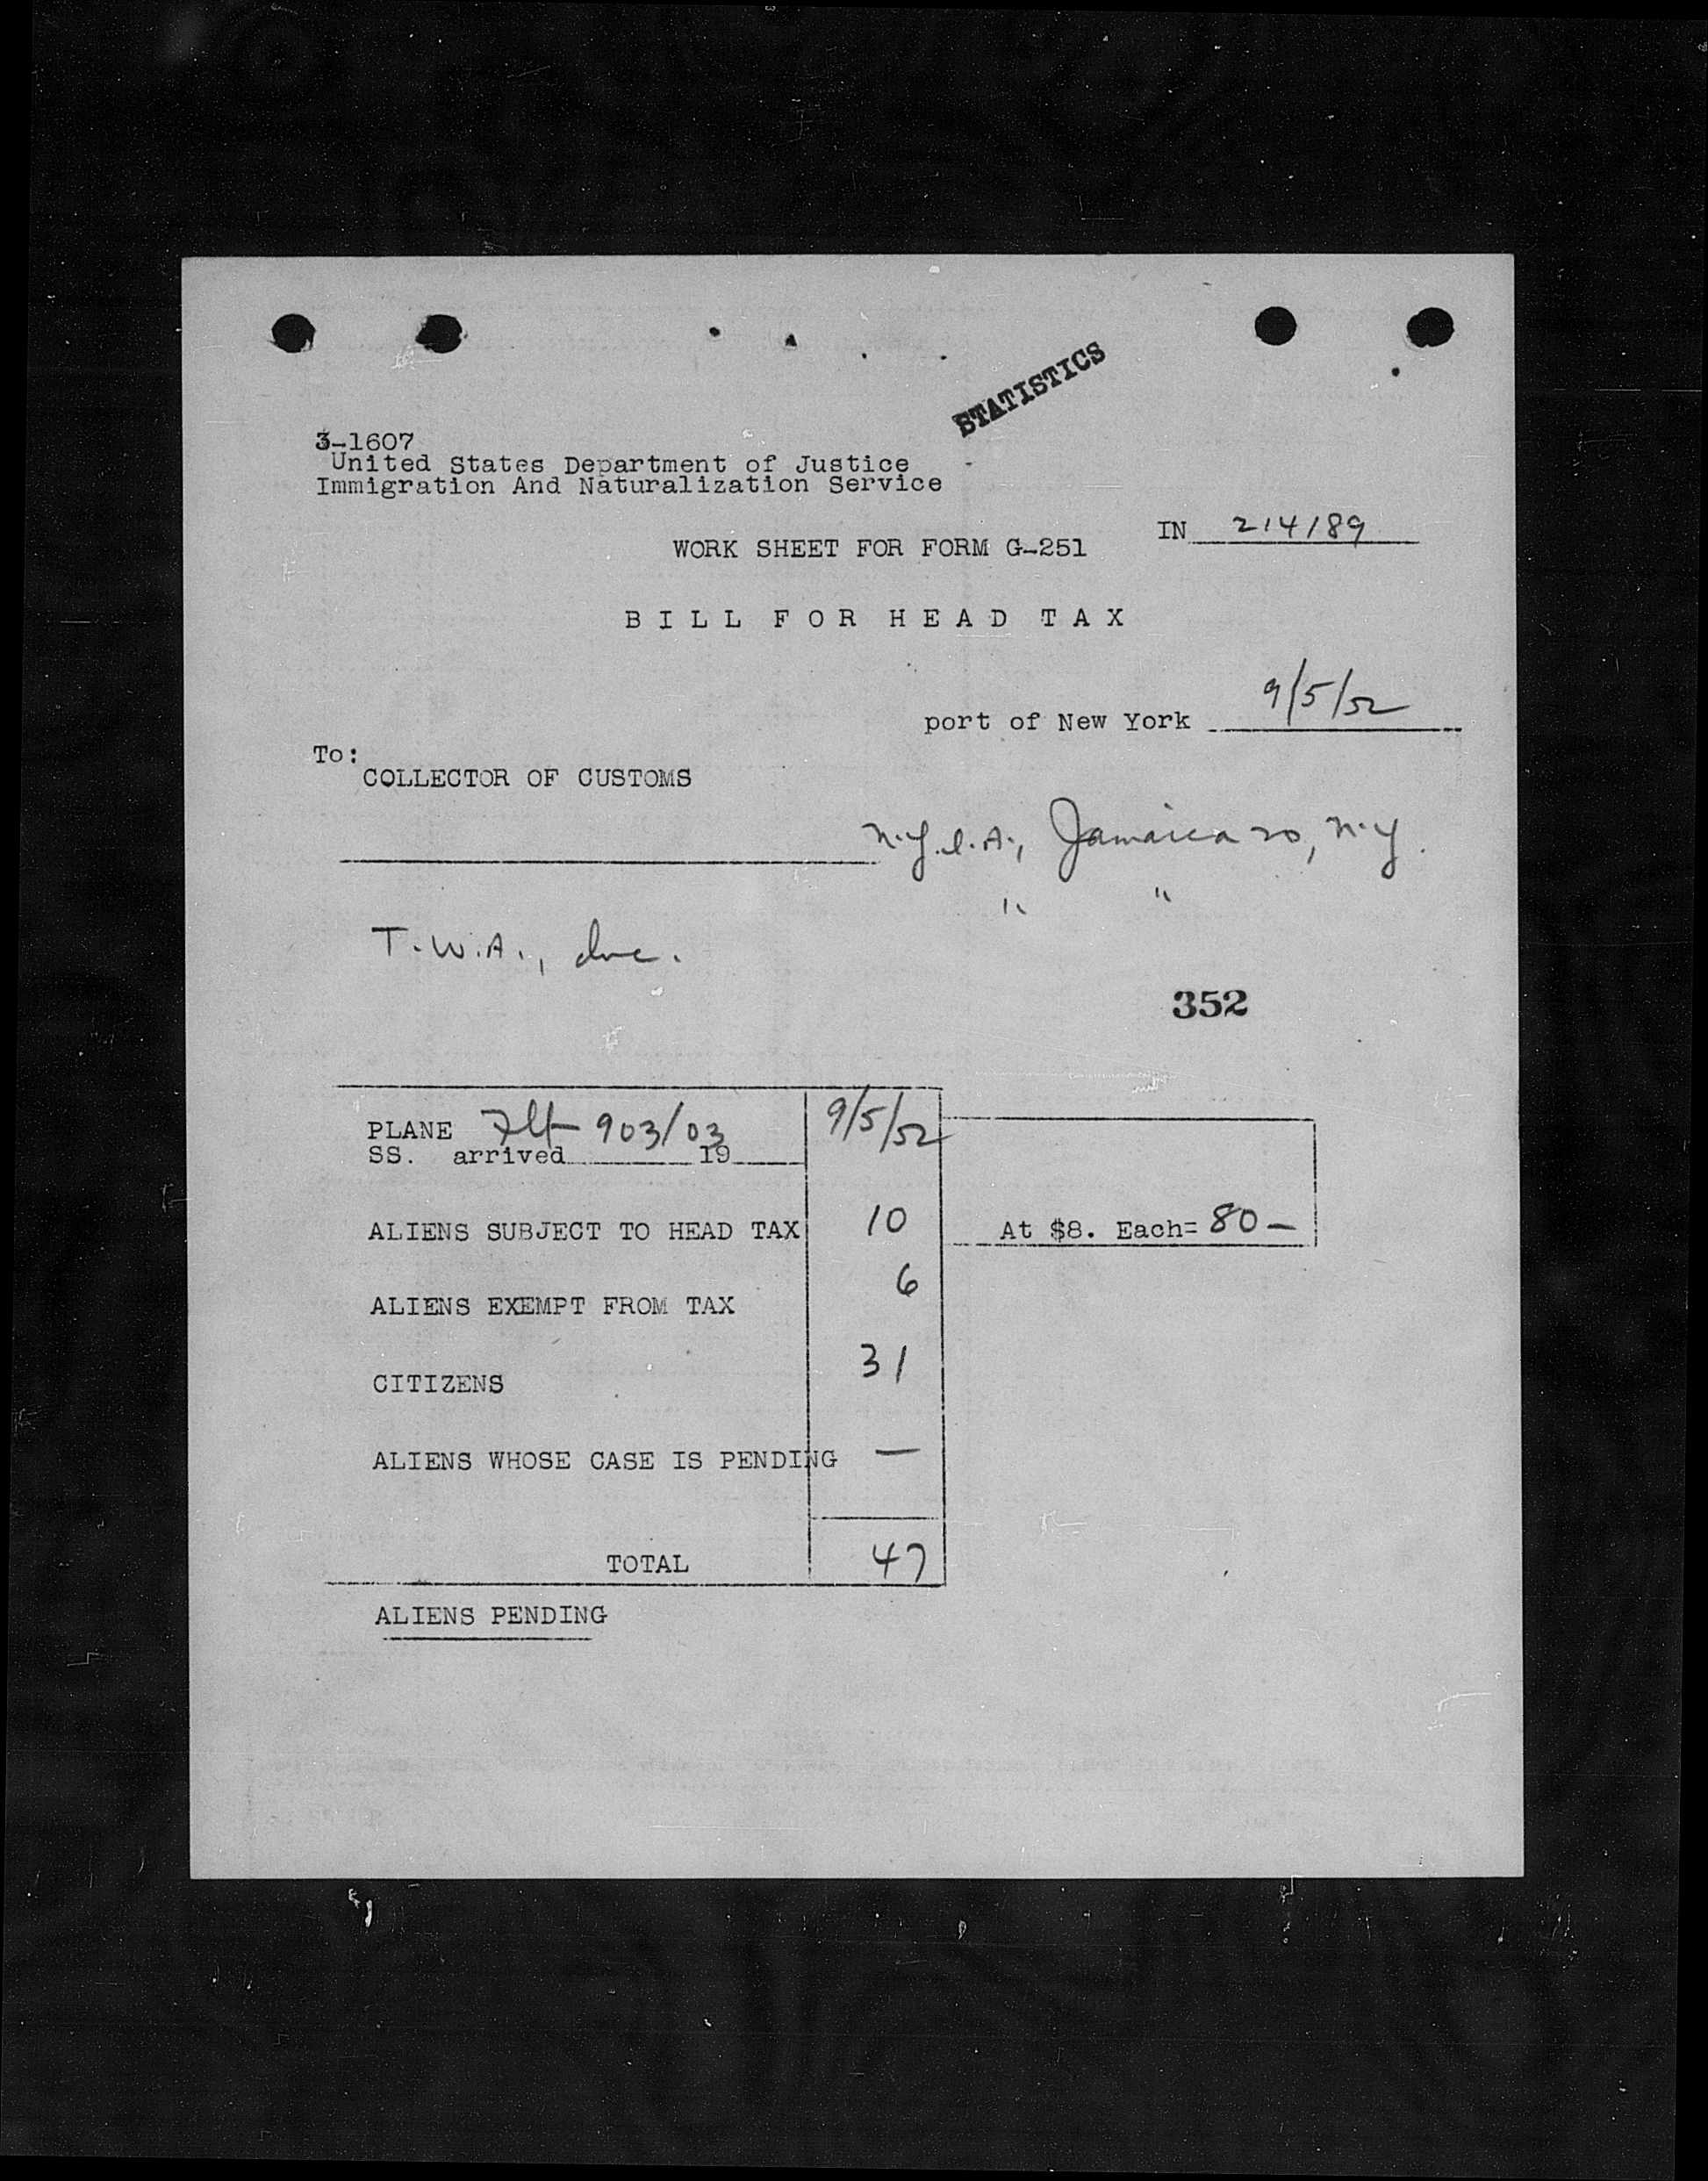 STATISTICS
3-1607
United States Department of Justice
Immigration And Naturalization Service
IN 214189
WORK SHEET FOR FORM G-251
BILL FOR HEAD TAX
port of New York 9/5/52
To:
COLLECTOR OF CUSTOMS
N.Y.I.A., Jamaica 20, N.Y.
" "
T.W.A., Inc.
352
PLANE Flt 903/03 9/5/52
SS. arrived 19
ALIENS SUBJECT TO HEAD TAX 10 At $8. Each= 80 —
ALIENS EXEMPT FROM TAX 6
CITIZENS 31
ALIENS WHOSE CASE IS PENDING —
TOTAL 47
ALIENS PENDING